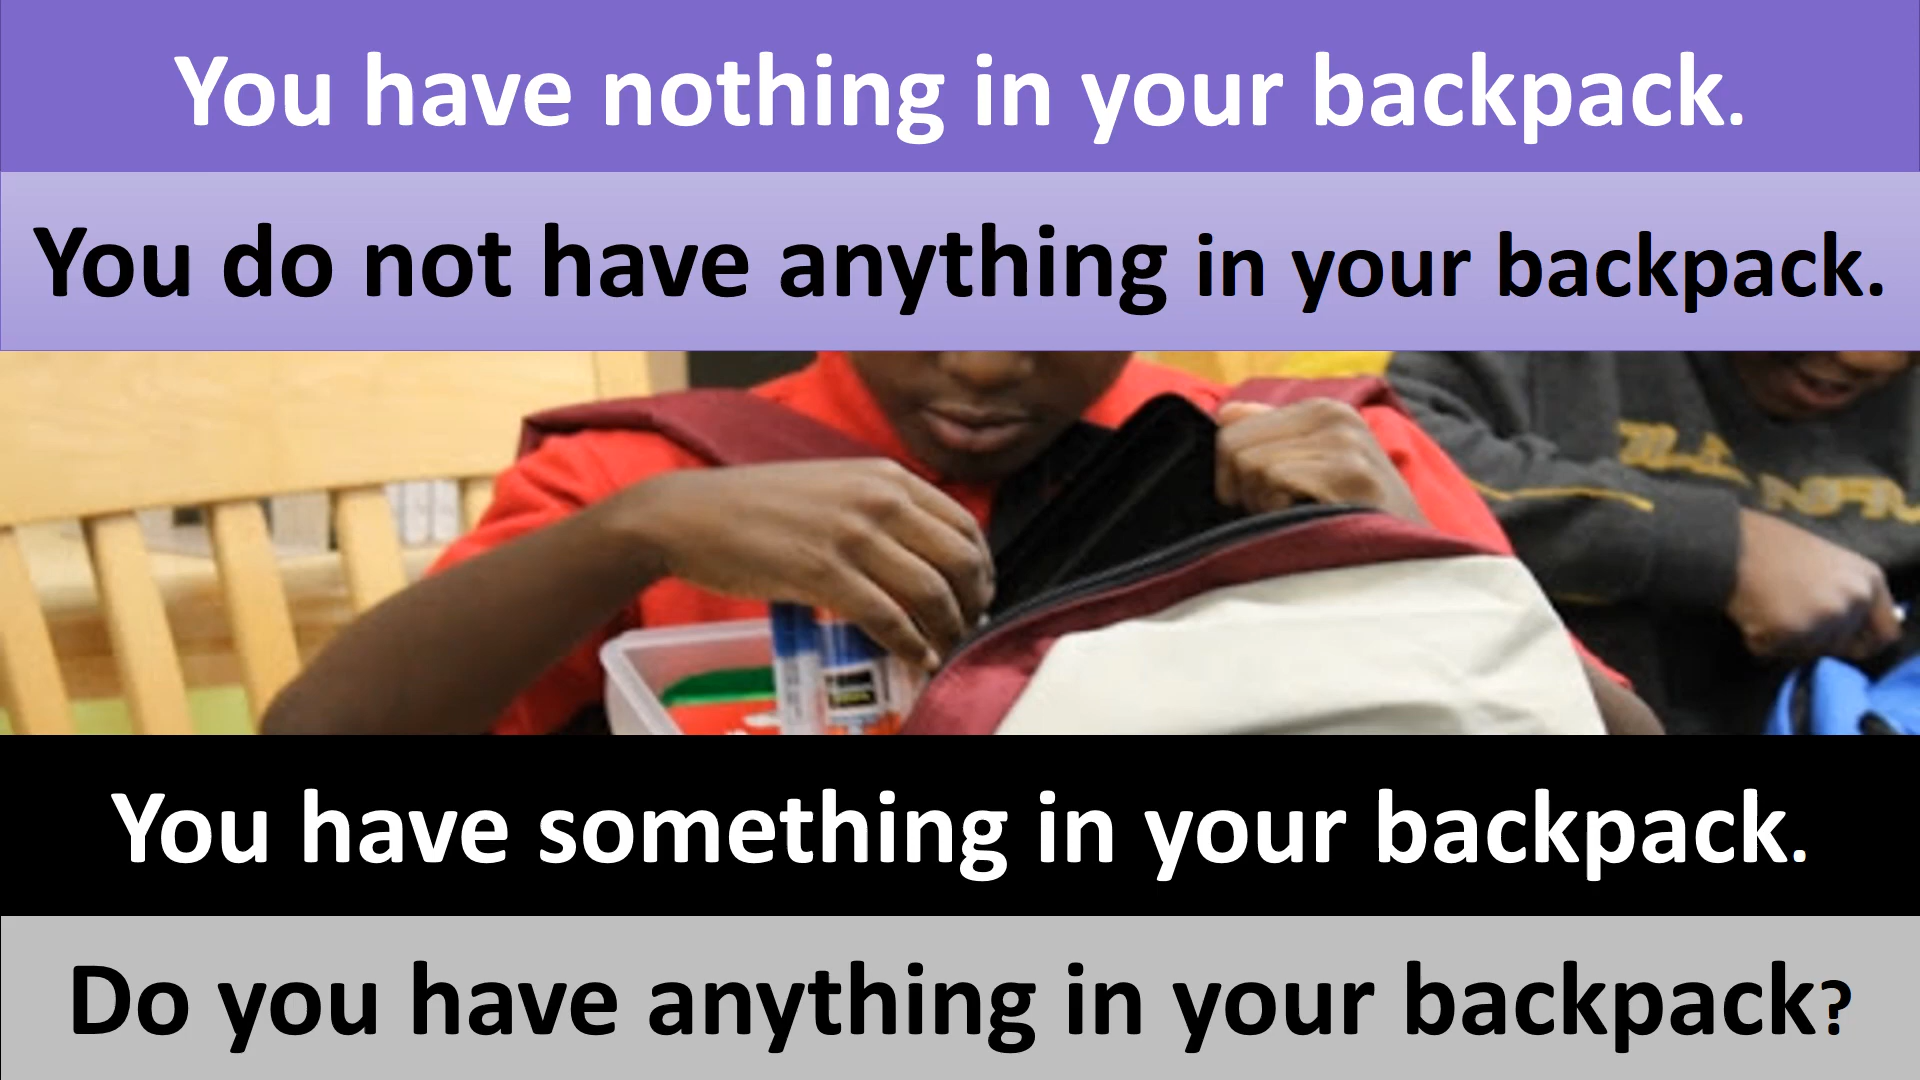 You have nothing in your backpack.
You do not have anything in your backpack.
You have something in your backpack.
Do you have anything in your backpack?